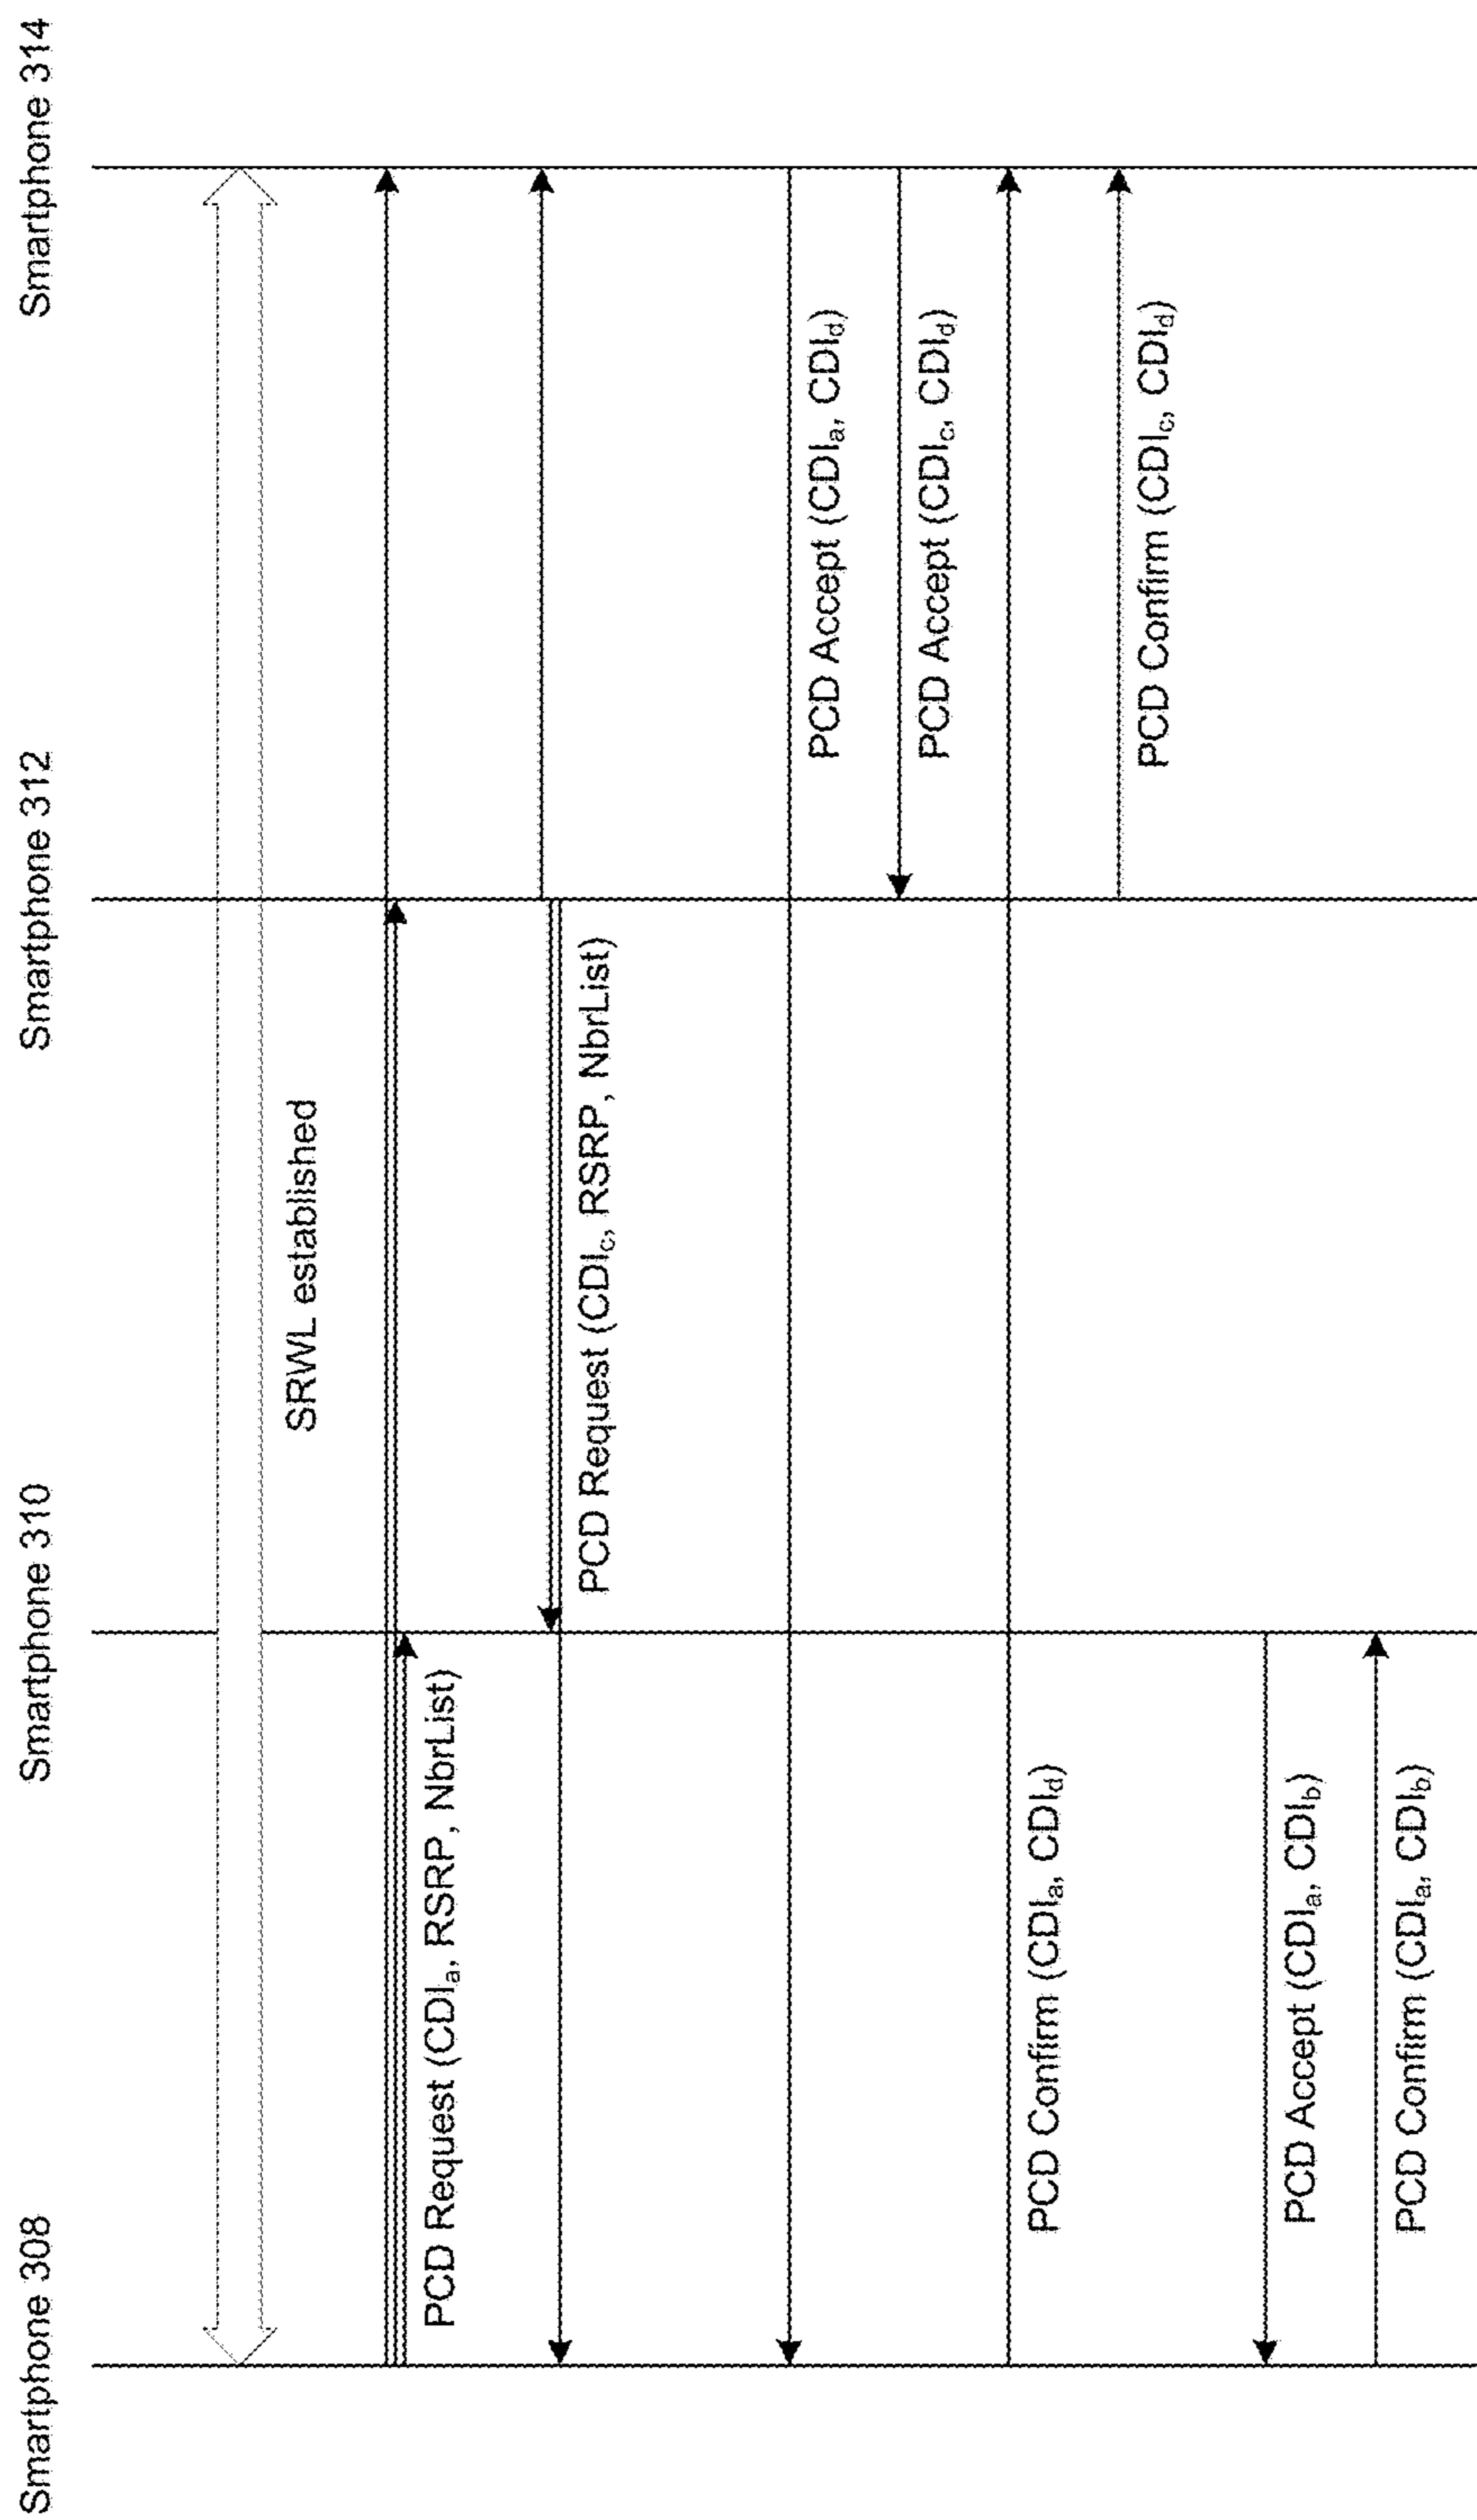 Smartphone 308
Smartphone 310
Smartphone 312
Smartphone 314
SRWL established
PCD Request (CDIa, RSRP, NbrList)
PCD Request (CDIc, RSRP, NbrList)
PCD Accept (CDIa, CDId)
PCD Accept (CDIc, CDId)
PCD Confirm (CDIa, CDId)
PCD Confirm (CDIc, CDId)
PCD Accept (CDIa, CDIb)
PCD Confirm (CDIa, CDIb)